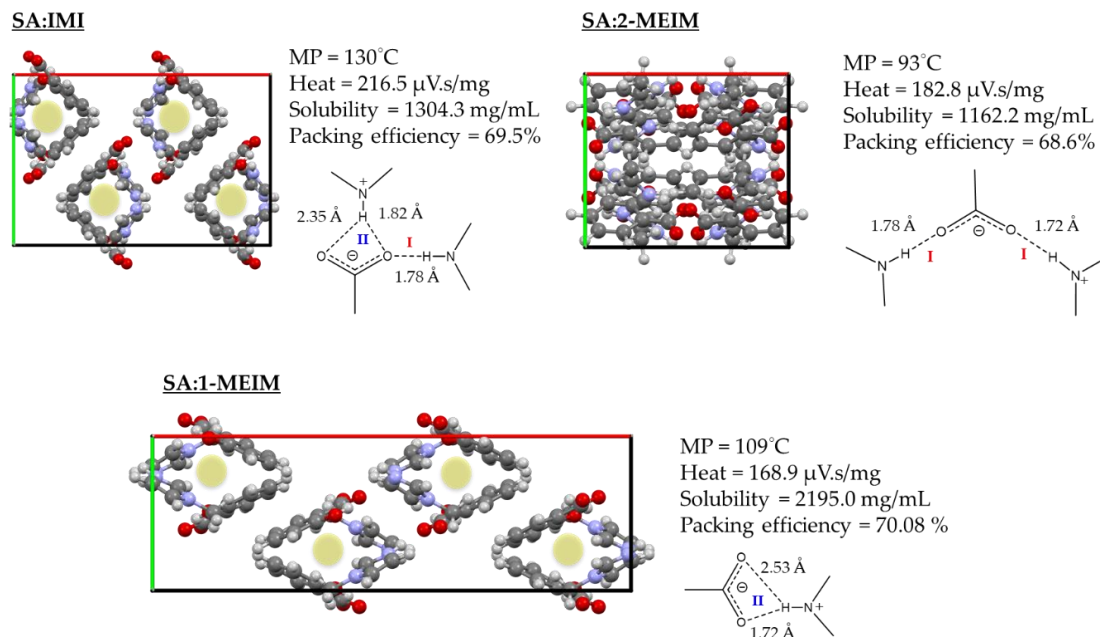 SA:IMI
MP = 130°C
Heat = 216.5 µV.s/mg
Solubility = 1304.3 mg/mL
Packing efficiency = 69.5%
N
+
2.35 Å
H
1.82 Å
II
I
O
⊖
O
H
N
1.78 Å
SA:2-MEIM
MP = 93°C
Heat = 182.8 µV.s/mg
Solubility = 1162.2 mg/mL
Packing efficiency = 68.6%
1.78 Å
O
⊖
O
1.72 Å
N
H
I
I
H
N+
SA:1-MEIM
MP = 109°C
Heat = 168.9 µV.s/mg
Solubility = 2195.0 mg/mL
Packing efficiency = 70.08 %
O
2.53 Å
⊖
II
H
N+
O
1.72 Å